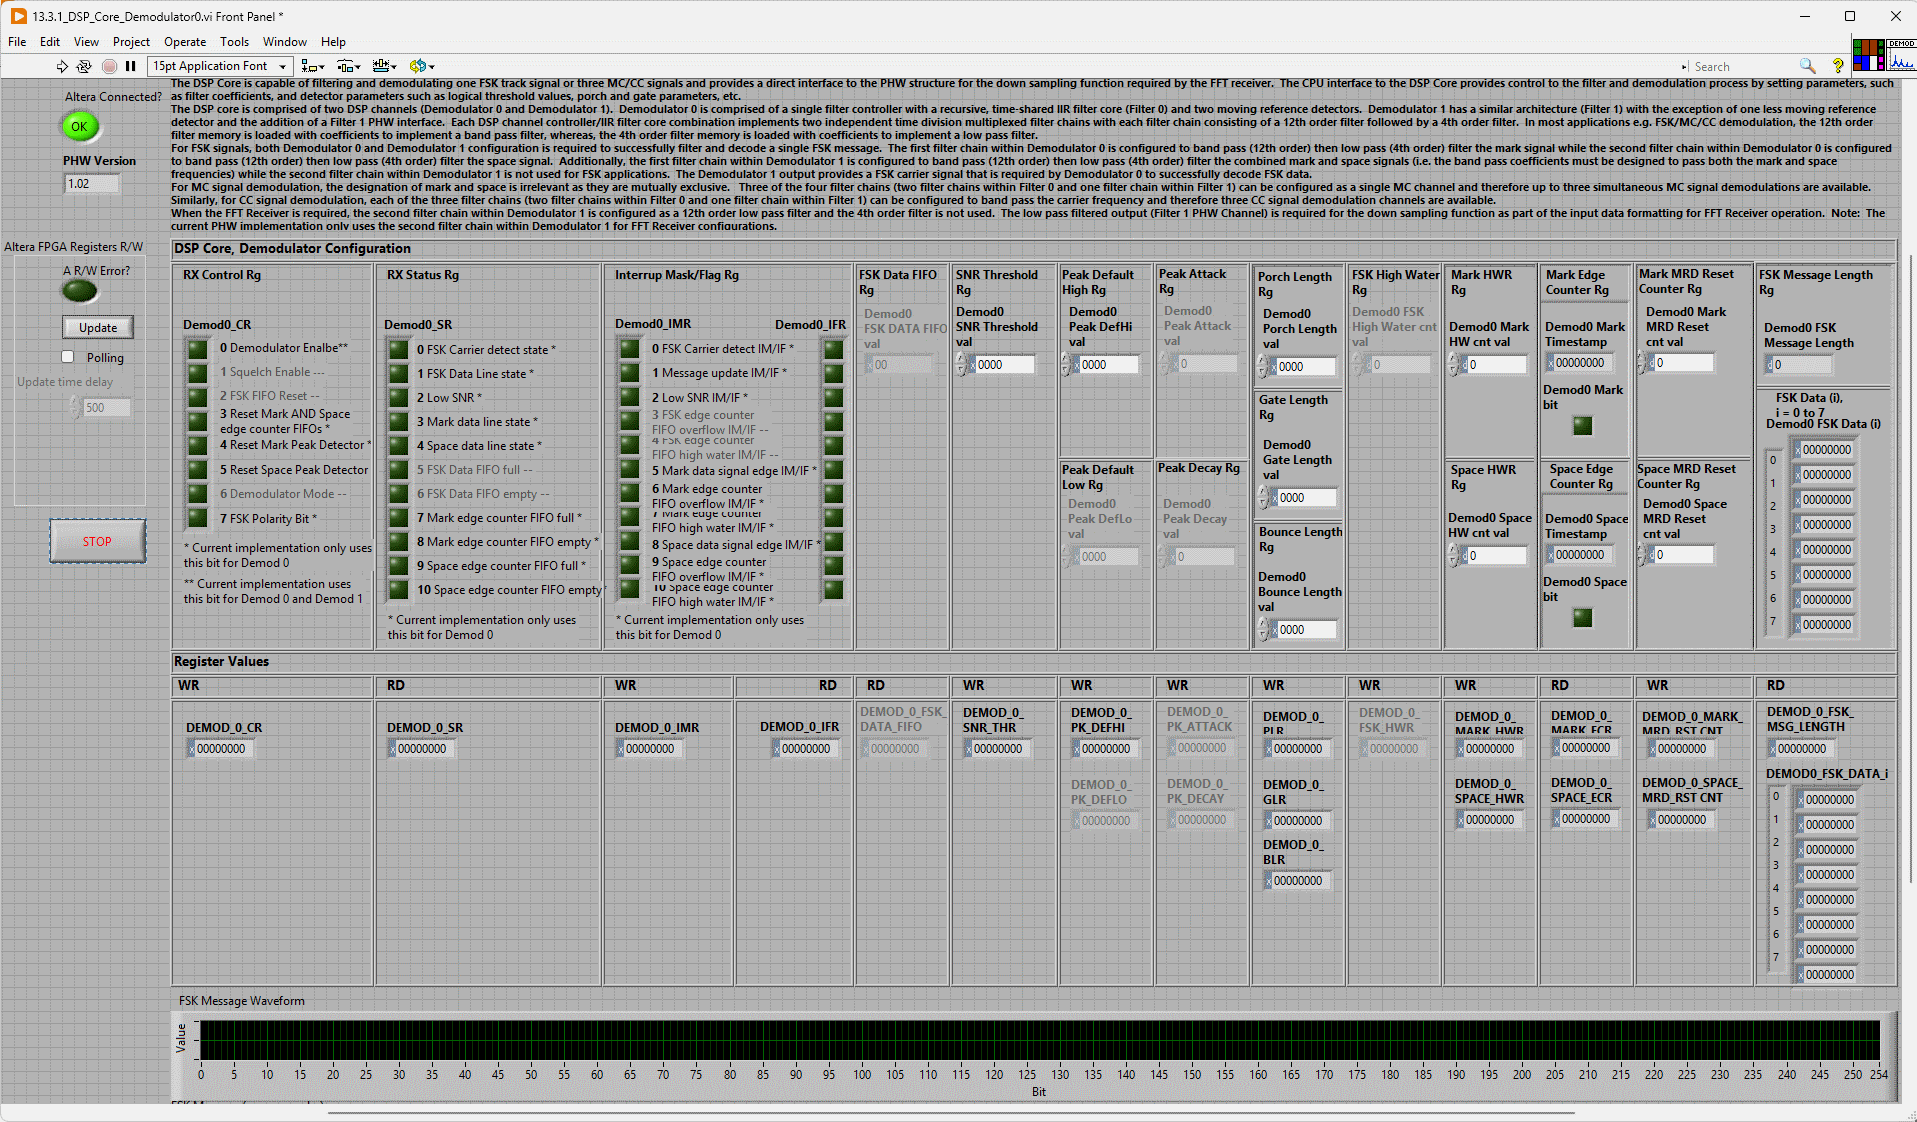 13.3.1_DSP_Core_Demodulator0.vi Front Panel *
File Edit View Project Operate Tools Window Help
15pt Application Font
Search
DEMOD
The DSP Core is capable of filtering and demodulating one FSK track signal or three MC/CC signals and provides a direct interface to the PHW structure for the down sampling function required by the FFT receiver. The CPU interface to the DSP Core provides control to the filter and demodulation process by setting parameters, such
as filter coefficients, and detector parameters such as logical threshold values, porch and gate parameters, etc.
The DSP core is comprised of two DSP channels (Demodulator 0 and Demodulator 1). Demodulator 0 is comprised of a single filter controller with a recursive, time-shared IIR filter core (Filter 0) and two moving reference detectors. Demodulator 1 has a similar architecture (Filter 1) with the exception of one less moving reference
detector and the addition of a Filter 1 PHW interface. Each DSP channel controller/IIR filter core combination implements two independent time division multiplexed filter chains with each filter chain consisting of a 12th order filter followed by a 4th order filter. In most applications e.g. FSK/MC/CC demodulation, the 12th order
filter memory is loaded with coefficients to implement a band pass filter, whereas, the 4th order filter memory is loaded with coefficients to implement a low pass filter.
For FSK signals, both Demodulator 0 and Demodulator 1 configuration is required to successfully filter and decode a single FSK message. The first filter chain within Demodulator 0 is configured to band pass (12th order) then low pass (4th order) filter the mark signal while the second filter chain within Demodulator 0 is configured
to band pass (12th order) then low pass (4th order) filter the space signal. Additionally, the first filter chain within Demodulator 1 is configured to band pass (12th order) then low pass (4th order) filter the combined mark and space signals (i.e. the band pass coefficients must be designed to pass both the mark and space
frequencies) while the second filter chain within Demodulator 1 is not used for FSK applications. The Demodulator 1 output provides a FSK carrier signal that is required by Demodulator 0 to successfully decode FSK data.
For MC signal demodulation, the designation of mark and space is irrelevant as they are mutually exclusive. Three of the four filter chains (two filter chains within Filter 0 and one filter chain within Filter 1) can be configured as a single MC channel and therefore up to three simultaneous MC signal demodulations are available.
Similarly, for CC signal demodulation, each of the three filter chains (two filter chains within Filter 0 and one filter chain within Filter 1) can be configured to band pass the carrier frequency and therefore three CC signal demodulation channels are available.
When the FFT Receiver is required, the second filter chain within Demodulator 1 is configured as a 12th order low pass filter and the 4th order filter is not used. The low pass filtered output (Filter 1 PHW Channel) is required for the down sampling function as part of the input data formatting for FFT Receiver operation. Note: The
current PHW implementation only uses the second filter chain within Demodulator 1 for FFT Receiver configurations.
Altera Connected?
OK
PHW Version
1.02
Altera FPGA Registers R/W
A R/W Error?
Update
Polling
Update time delay
500
STOP
DSP Core, Demodulator Configuration
RX Control Rg
Demod0_CR
0 Demodulator Enalbe**
1 Squelch Enable ---
2 FSK FIFO Reset --
3 Reset Mark AND Space
edge counter FIFOs *
4 Reset Mark Peak Detector *
5 Reset Space Peak Detector
6 Demodulator Mode --
7 FSK Polarity Bit *
* Current implementation only uses
this bit for Demod 0
** Current implementation uses
this bit for Demod 0 and Demod 1
RX Status Rg
Demod0_SR
0 FSK Carrier detect state *
1 FSK Data Line state *
2 Low SNR *
3 Mark data line state *
4 Space data line state *
5 FSK Data FIFO full --
6 FSK Data FIFO empty --
7 Mark edge counter FIFO full *
8 Mark edge counter FIFO empty *
9 Space edge counter FIFO full *
10 Space edge counter FIFO empty*
* Current implementation only uses
this bit for Demod 0
Interrup Mask/Flag Rg
Demod0_IMR Demod0_IFR
0 FSK Carrier detect IM/IF *
1 Message update IM/IF *
2 Low SNR IM/IF *
3 FSK edge counter
FIFO overflow IM/IF --
4 FSK edge counter
FIFO high water IM/IF --
5 Mark data signal edge IM/IF *
6 Mark edge counter
FIFO overflow IM/IF *
7 Mark edge counter
FIFO high water IM/IF *
8 Space data signal edge IM/IF *
9 Space edge counter
FIFO overflow IM/IF *
10 Space edge counter
FIFO high water IM/IF *
* Current implementation only uses
this bit for Demod 0
FSK Data FIFO
Rg
Demod0
FSK DATA FIFO
val
x 00
SNR Threshold
Rg
Demod0
SNR Threshold
val
x 0000
Peak Default
High Rg
Demod0
Peak DefHi
val
x 0000
Peak Default
Low Rg
Demod0
Peak DefLo
val
x 0000
Peak Attack
Rg
Demod0
Peak Attack
val
d 0
Peak Decay Rg
Demod0
Peak Decay
val
x 0
Porch Length
Rg
Demod0
Porch Length
val
x 0000
Gate Length
Rg
Demod0
Gate Length
val
x 0000
Bounce Length
Rg
Demod0
Bounce Length
val
x 0000
FSK High Water
Rg
Demod0 FSK
High Water cnt
val
d 0
Mark HWR
Rg
Demod0 Mark
HW cnt val
d 0
Space HWR
Rg
Demod0 Space
HW cnt val
d 0
Mark Edge
Counter Rg
Demod0 Mark
Timestamp
x 00000000
Demod0 Mark
bit
Space Edge
Counter Rg
Demod0 Space
Timestamp
x 00000000
Demod0 Space
bit
Mark MRD Reset
Counter Rg
Demod0 Mark
MRD Reset
cnt val
x 0
Space MRD Reset
Counter Rg
Demod0 Space
MRD Reset
cnt val
x 0
FSK Message Length
Rg
Demod0 FSK
Message Length
d 0
FSK Data (i),
i = 0 to 7
Demod0 FSK Data (i)
0 x 00000000
1 x 00000000
2 x 00000000
3 x 00000000
4 x 00000000
5 x 00000000
6 x 00000000
7 x 00000000
Register Values
WR RD WR RD RD WR WR WR WR WR WR RD WR RD
DEMOD_0_CR
x 00000000
DEMOD_0_SR
x 00000000
DEMOD_0_IMR
x 00000000
DEMOD_0_IFR
x 00000000
DEMOD_0_FSK_
DATA_FIFO
x 00000000
DEMOD_0_
SNR_THR
x 00000000
DEMOD_0_
PK_DEFHI
x 00000000
DEMOD_0_
PK_DEFLO
x 00000000
DEMOD_0_
PK_ATTACK
x 00000000
DEMOD_0_
PK_DECAY
x 00000000
DEMOD_0_
PLR
x 00000000
DEMOD_0_
GLR
x 00000000
DEMOD_0_
BLR
x 00000000
DEMOD_0_
FSK_HWR
x 00000000
DEMOD_0_
MARK_HWR
x 00000000
DEMOD_0_
SPACE_HWR
x 00000000
DEMOD_0_
MARK_ECR
x 00000000
DEMOD_0_
SPACE_ECR
x 00000000
DEMOD_0_MARK_
MRD_RST CNT
x 00000000
DEMOD_0_SPACE_
MRD_RST CNT
x 00000000
DEMOD_0_FSK_
MSG_LENGTH
x 00000000
DEMOD0_FSK_DATA_i
0 x 00000000
1 x 00000000
2 x 00000000
3 x 00000000
4 x 00000000
5 x 00000000
6 x 00000000
7 x 00000000
FSK Message Waveform
Value
0 5 10 15 20 25 30 35 40 45 50 55 60 65 70 75 80 85 90 95 100 105 110 115 120 125 130 135 140 145 150 155 160 165 170 175 180 185 190 195 200 205 210 215 220 225 230 235 240 245 250 254
Bit